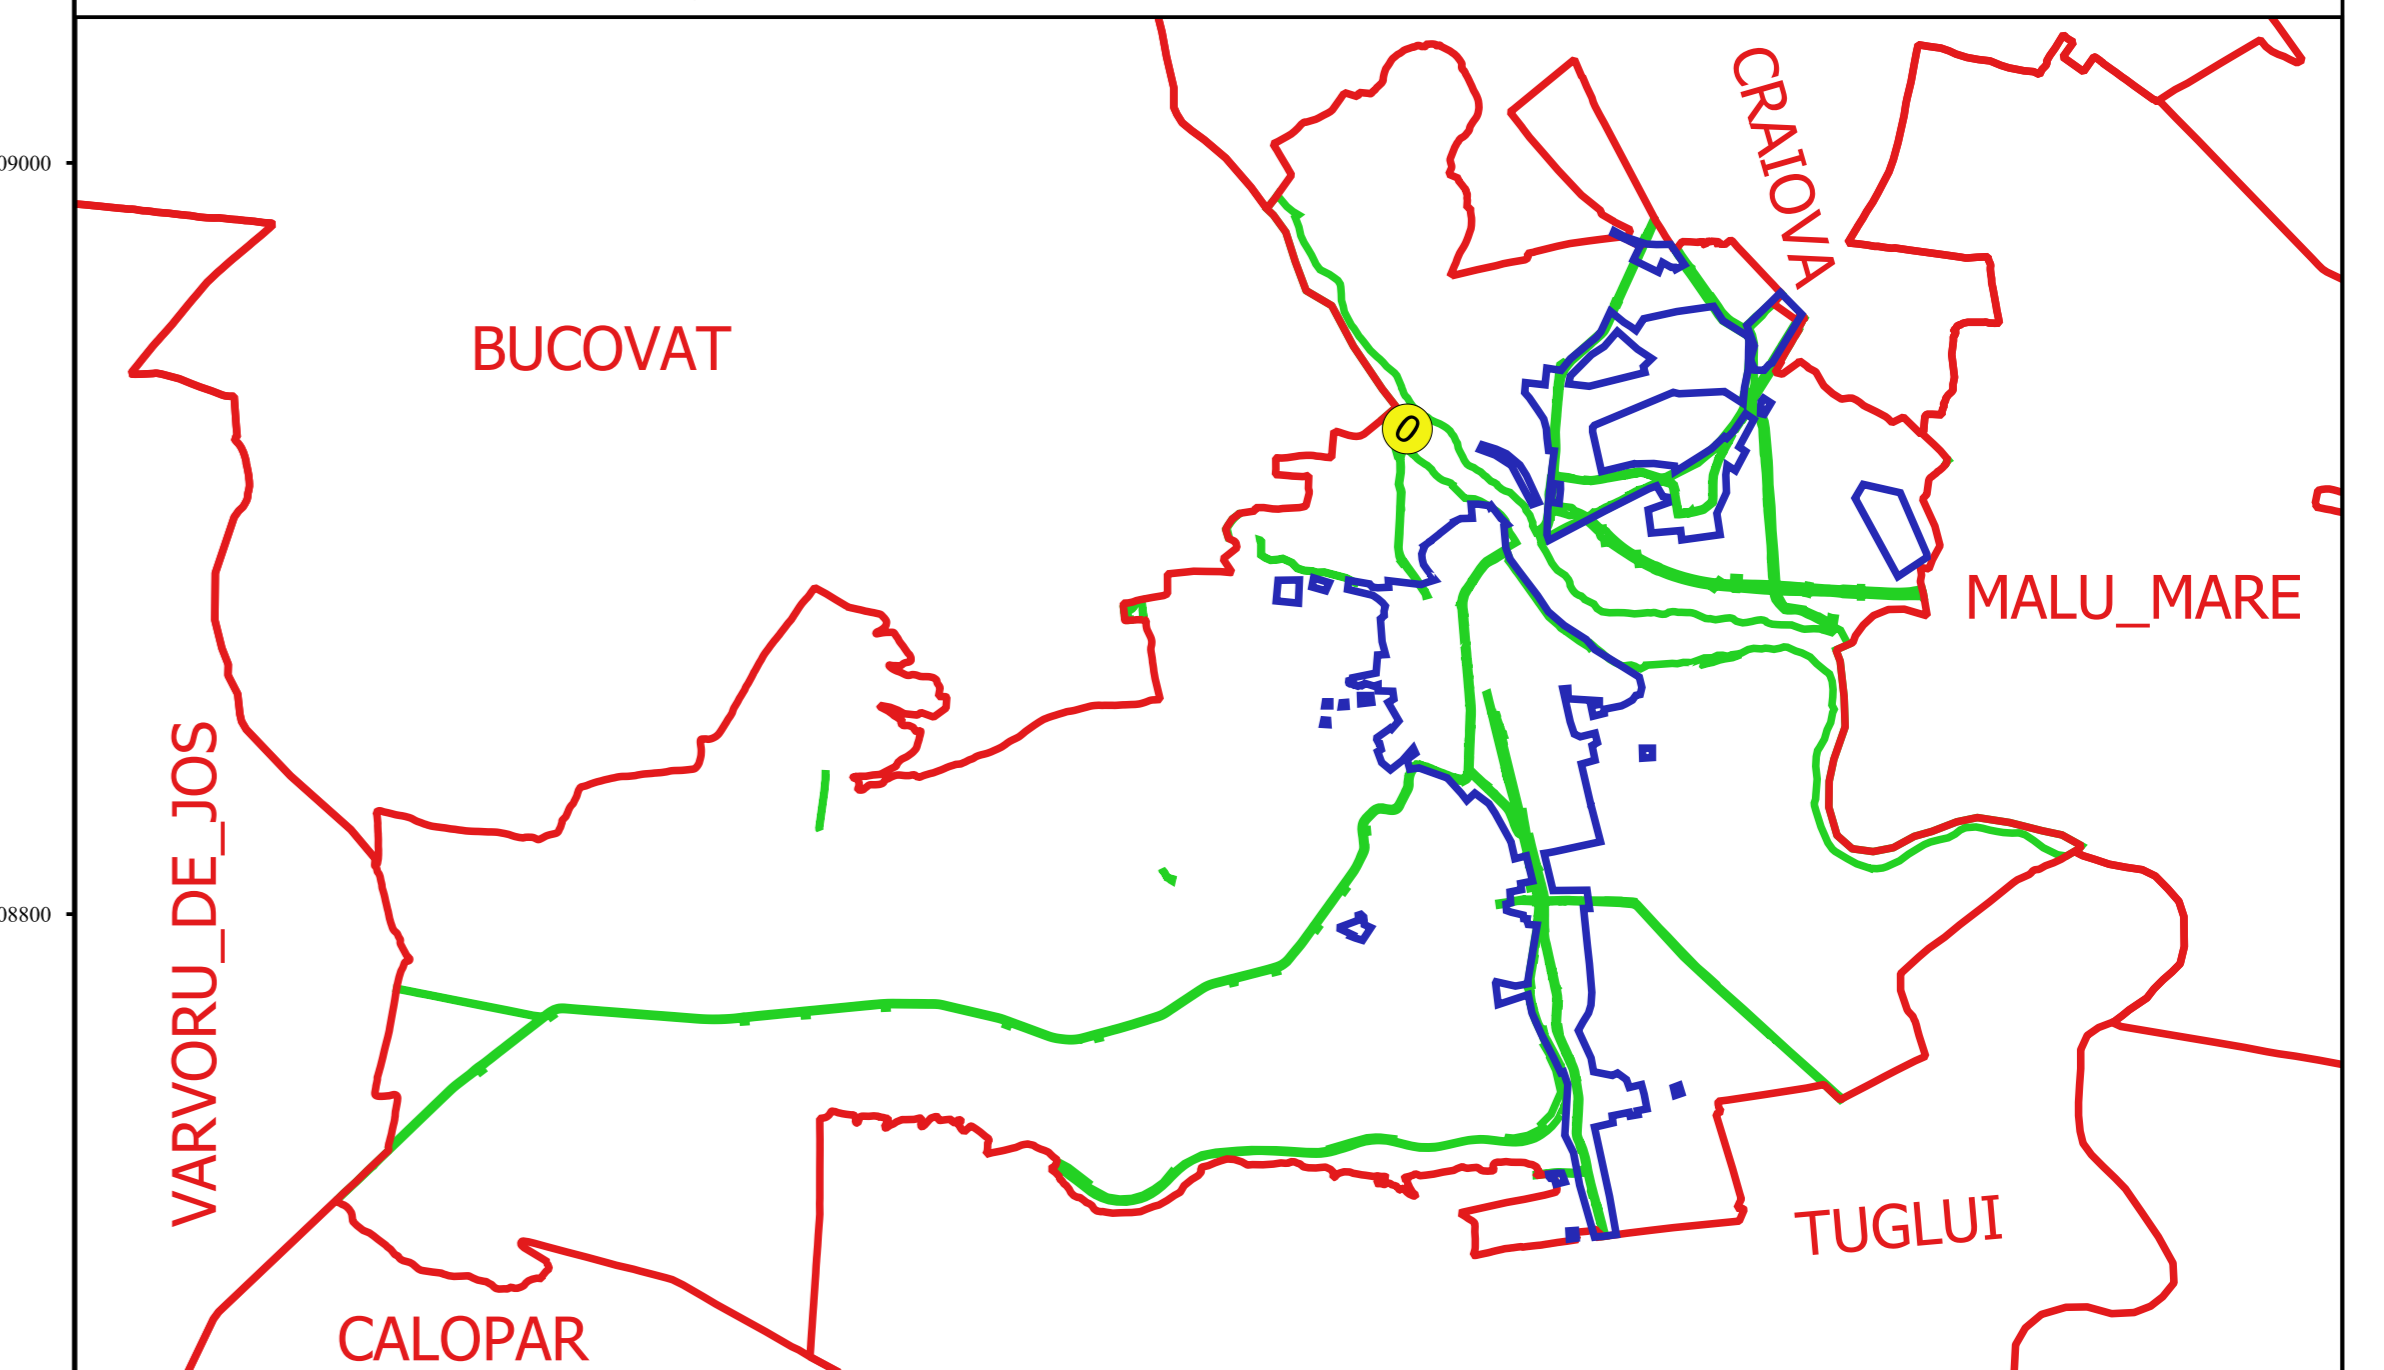 CRAIOVA
09000
BUCOVAT
0
MALU_MARE
VARVORU_DE_JOS
08800
TUGLUI
CALOPAR